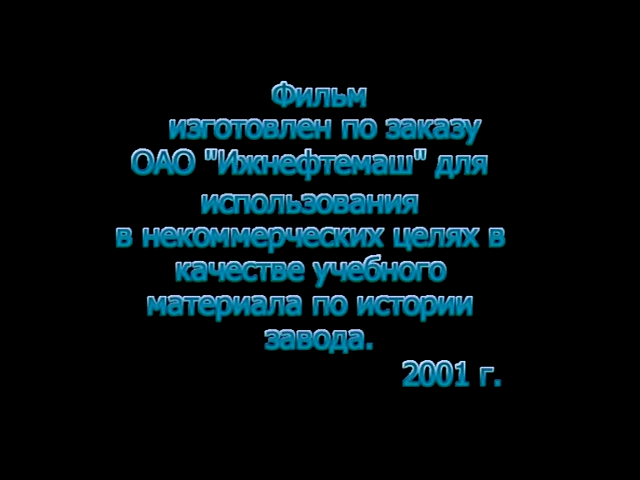 Фильм
изготовлен по заказу
ОАО "Ижнефтемаш" для
использования
в некоммерческих целях в
качестве учебного
материала по истории
завода.
2001 г.